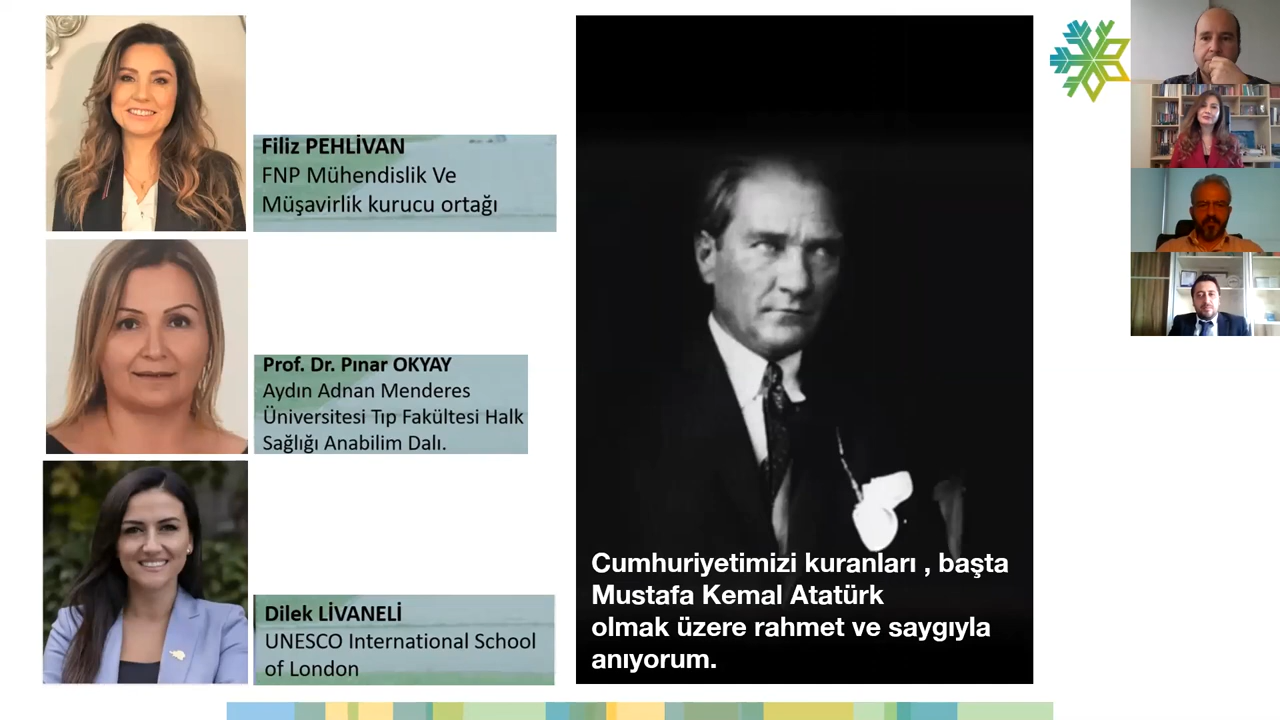 Filiz PEHLİVAN
FNP Mühendislik Ve
Müşavirlik kurucu ortağı
Prof. Dr. Pınar OKYAY
Aydın Adnan Menderes
Üniversitesi Tıp Fakültesi Halk
Sağlığı Anabilim Dalı.
Dilek LİVANELİ
UNESCO International School
of London
Cumhuriyetimizi kuranları , başta
Mustafa Kemal Atatürk
olmak üzere rahmet ve saygıyla
anıyorum.